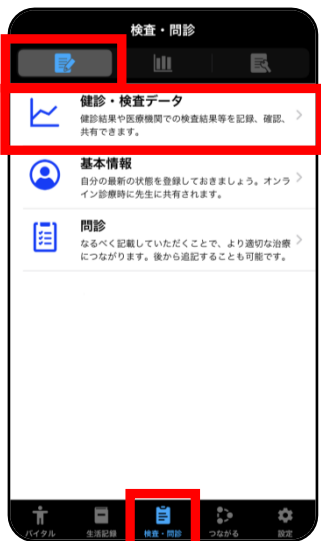 検査・問診
健診・検査データ
健診結果や医療機関での検査結果等を記録、確認、
共有できます。
基本情報
自分の最新の状態を登録しておきましょう。オンラ
イン診療時に先生に共有されます。
問診
なるべく記載していただくことで、より適切な治療
につながります。後から追記することも可能です。
バイタル 生活記録 検査・問診 つながる 設定